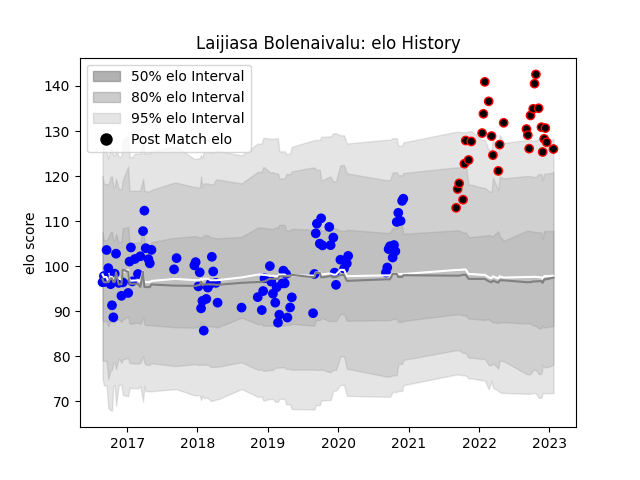 Laijiasa Bolenaivalu: elo History
50% elo Interval
80% elo Interval
95% elo Interval
Post Match elo
elo score
140
130
120
110
100
90
80
70
2017
2018
2019
2020
2021
2022
2023